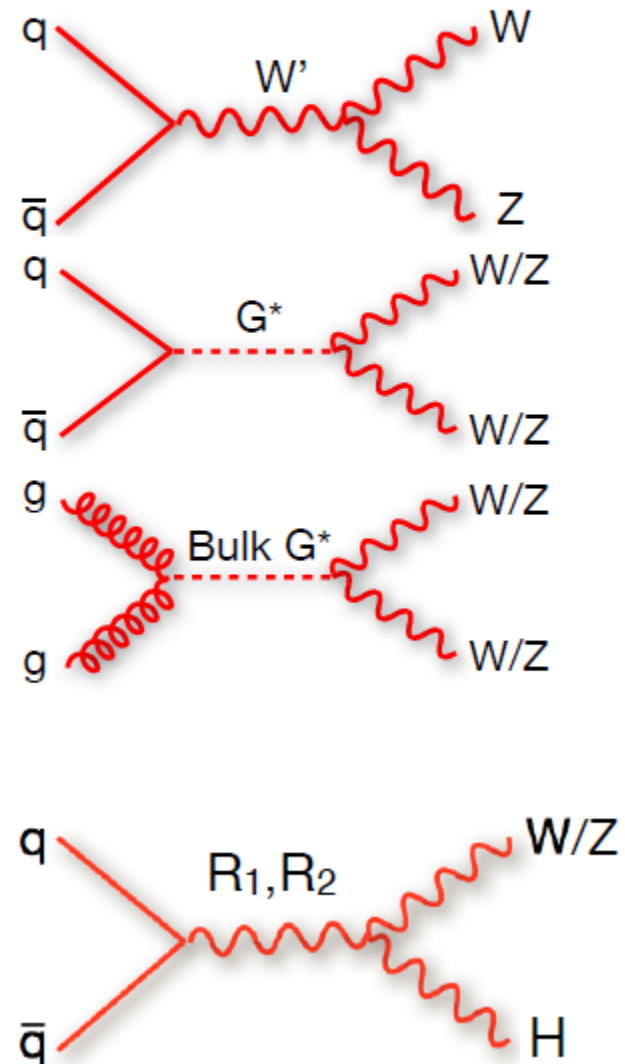 q W
W'
q̄ Z
q W/Z
G*
q̄ W/Z
g W/Z
Bulk G*
g W/Z
q W/Z
R₁,R₂
q̄ H